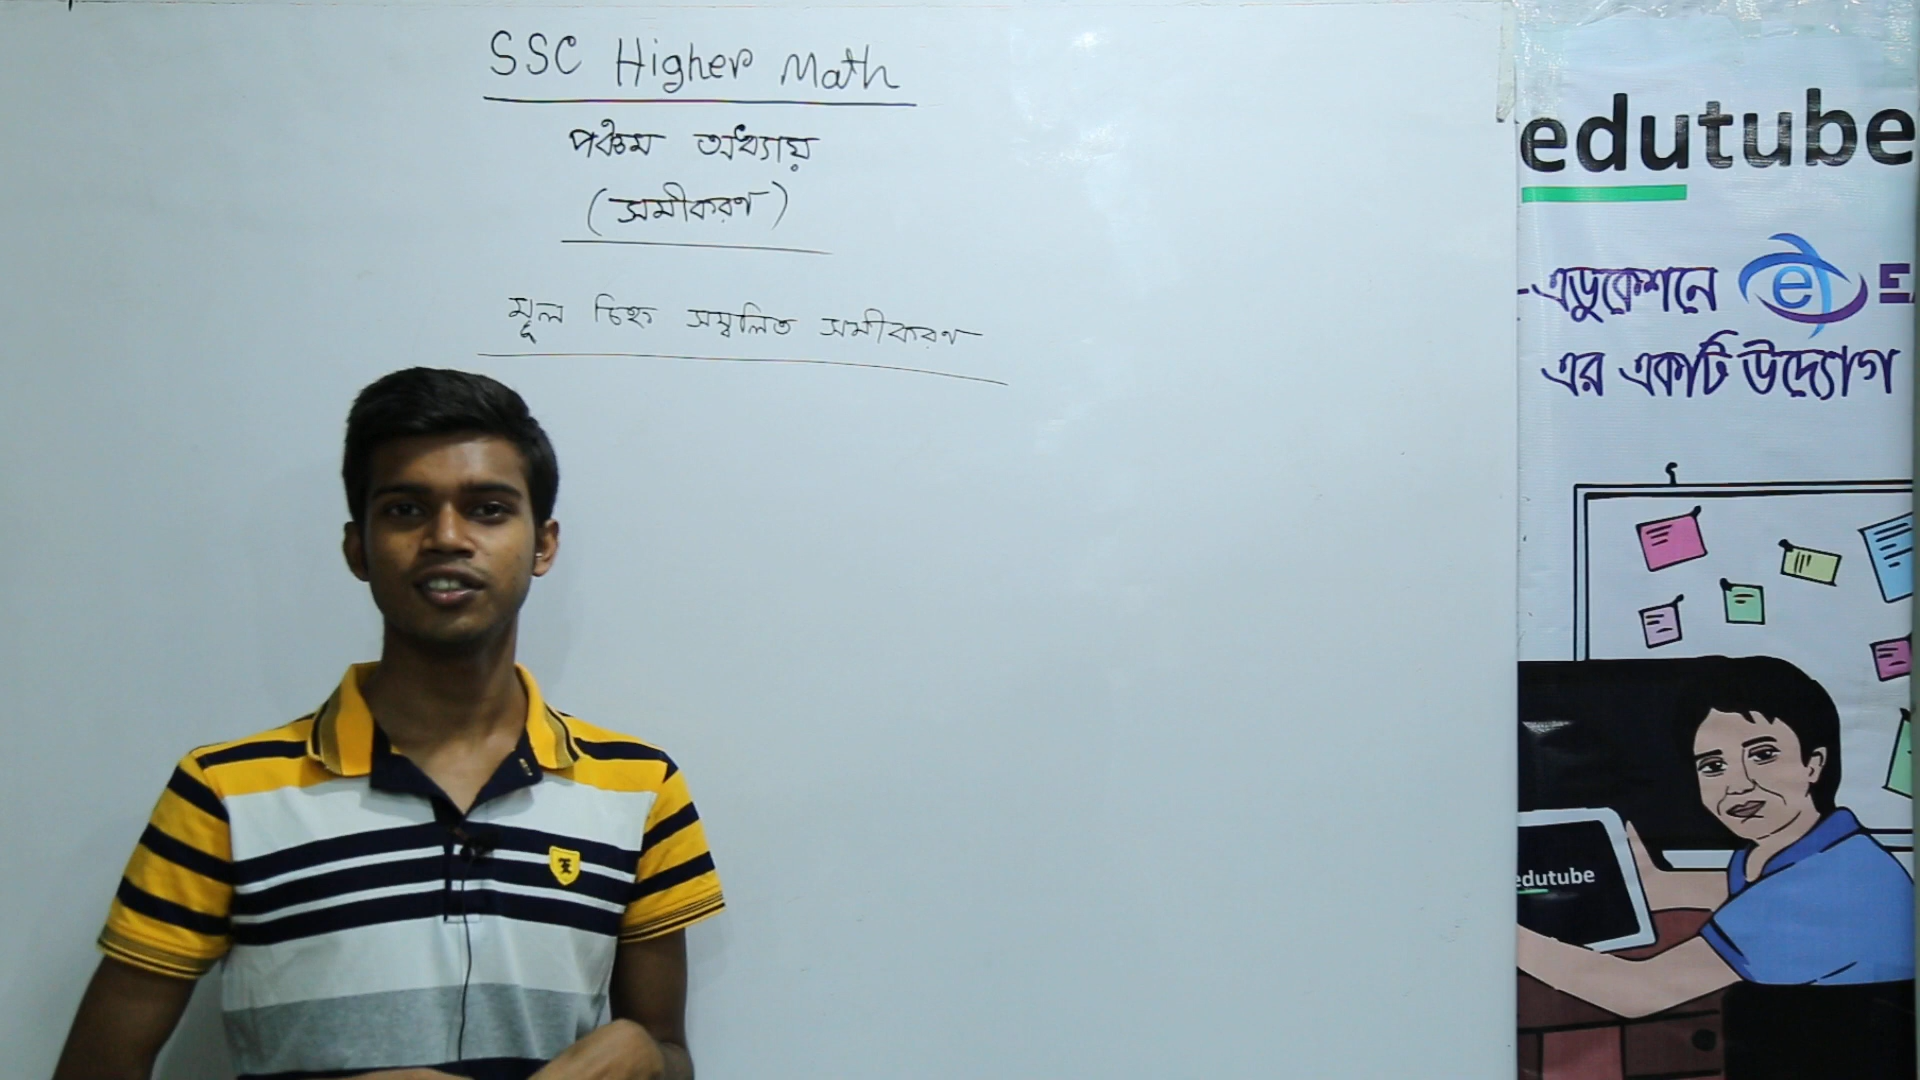 SSC Higher Math
পঞ্চম অধ্যায়
(সমীকরণ)
মূল চিহ্ন সম্বলিত সমীকরণ
edutube
-এডুকেশনে
e
E
এর একটি উদ্যোগ
edutube